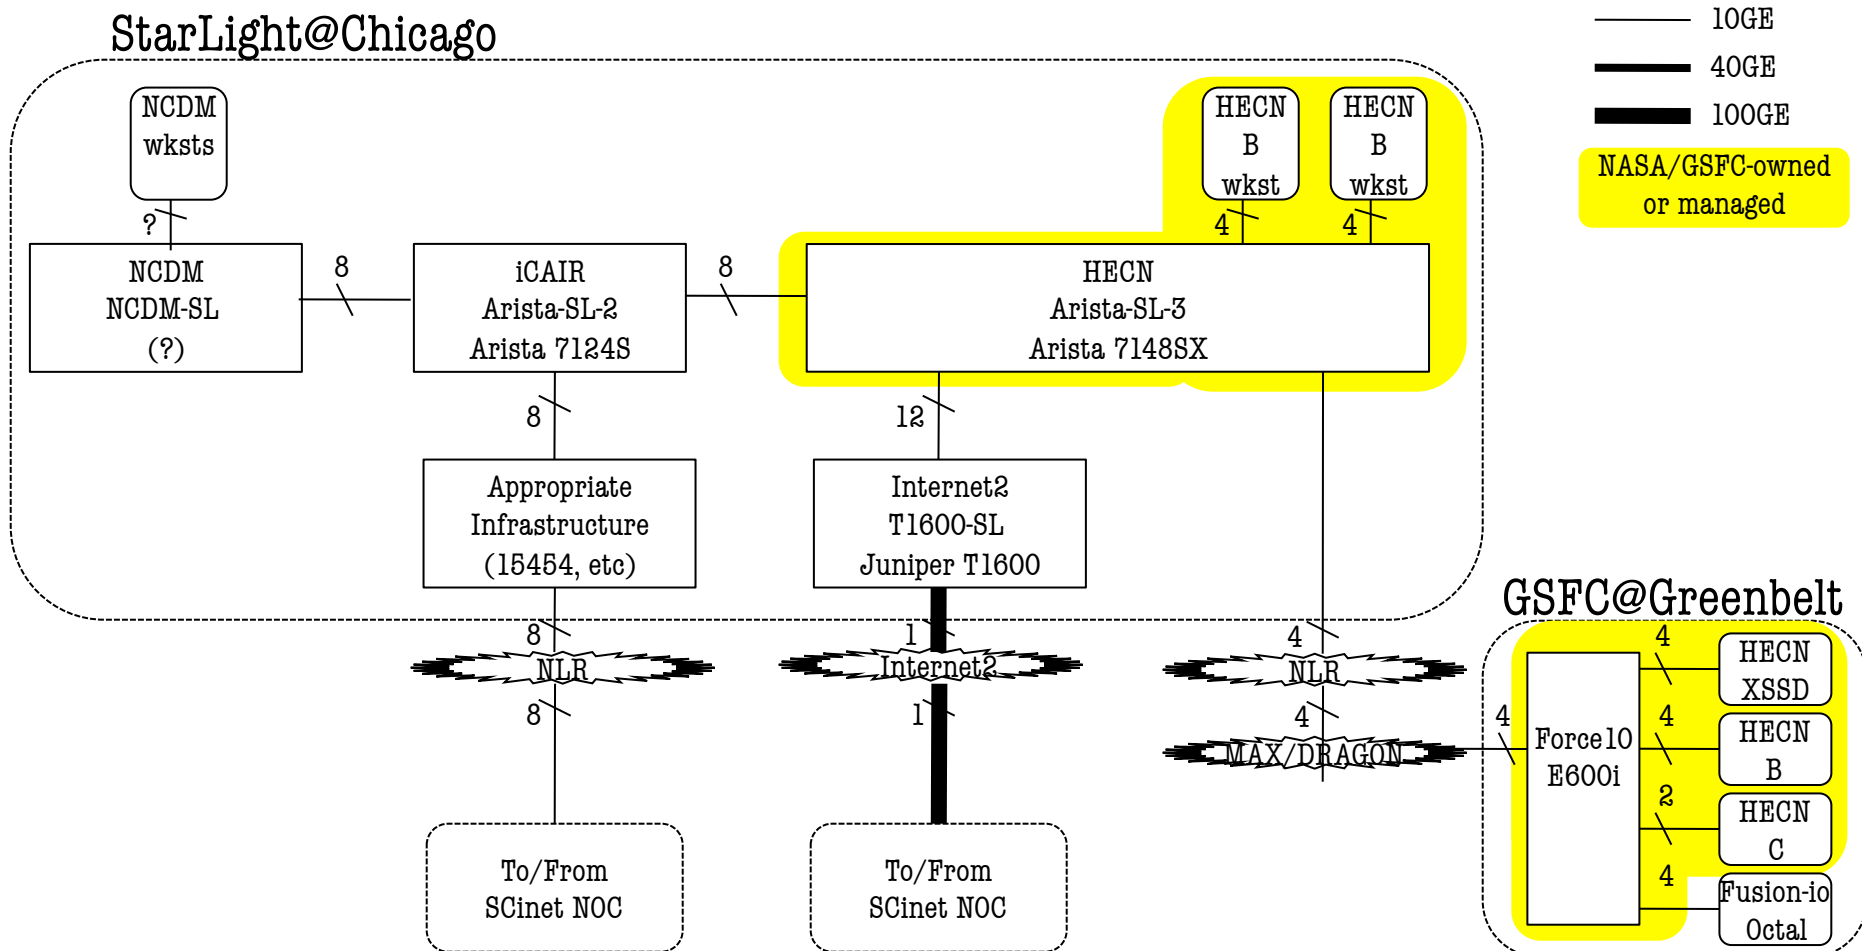 StarLight@Chicago
10GE
40GE
100GE
NASA/GSFC-owned
or managed
NCDM
wksts
HECN
B
wkst
HECN
B
wkst
?
4
4
NCDM
NCDM-SL
(?)
8
iCAIR
Arista-SL-2
Arista 7124S
8
HECN
Arista-SL-3
Arista 7148SX
8
12
Appropriate
Infrastructure
(15454, etc)
Internet2
T1600-SL
Juniper T1600
8
1
4
NLR
Internet2
NLR
8
1
4
MAX/DRAGON
To/From
SCinet NOC
To/From
SCinet NOC
GSFC@Greenbelt
4
Force10
E600i
4
HECN
XSSD
4
HECN
B
2
HECN
C
4
Fusion-io
Octal